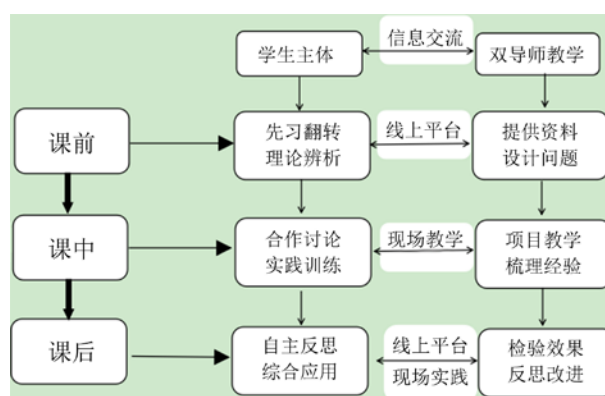 学生主体
信息交流
双导师教学
课前
先习翻转
理论辨析
线上平台
提供资料
设计问题
课中
合作讨论
实践训练
现场教学
项目教学
梳理经验
课后
自主反思
综合应用
线上平台
现场实践
检验效果
反思改进